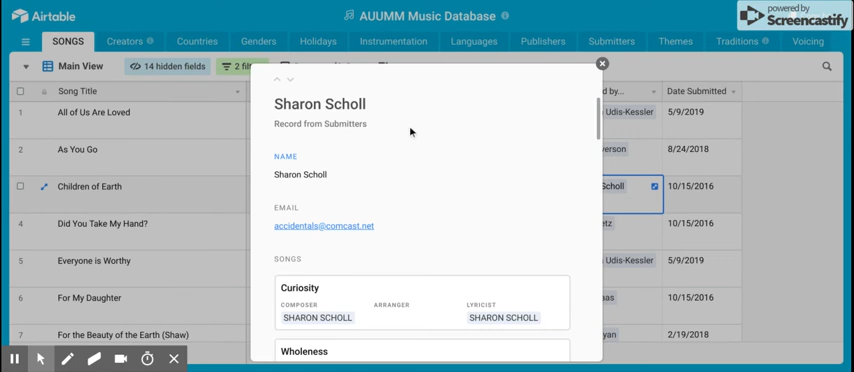 Airtable
AUUMM Music Database
powered by
Screencastify
SONGS
Creators
Countries
Genders
Holidays
Instrumentation
Languages
Publishers
Submitters
Themes
Traditions
Voicing
Main View
14 hidden fields
2 fil
Song Title
d by...
Date Submitted
1
All of Us Are Loved
Udis-Kessler
5/9/2019
2
As You Go
erson
8/24/2018
Children of Earth
Scholl
10/15/2016
4
Did You Take My Hand?
etz
10/15/2016
5
Everyone is Worthy
Udis-Kessler
5/9/2019
6
For My Daughter
aas
10/15/2016
7
For the Beauty of the Earth (Shaw)
yan
2/19/2018
Sharon Scholl
Record from Submitters
NAME
Sharon Scholl
EMAIL
accidentals@comcast.net
SONGS
Curiosity
COMPOSER ARRANGER LYRICIST
SHARON SCHOLL SHARON SCHOLL
Wholeness